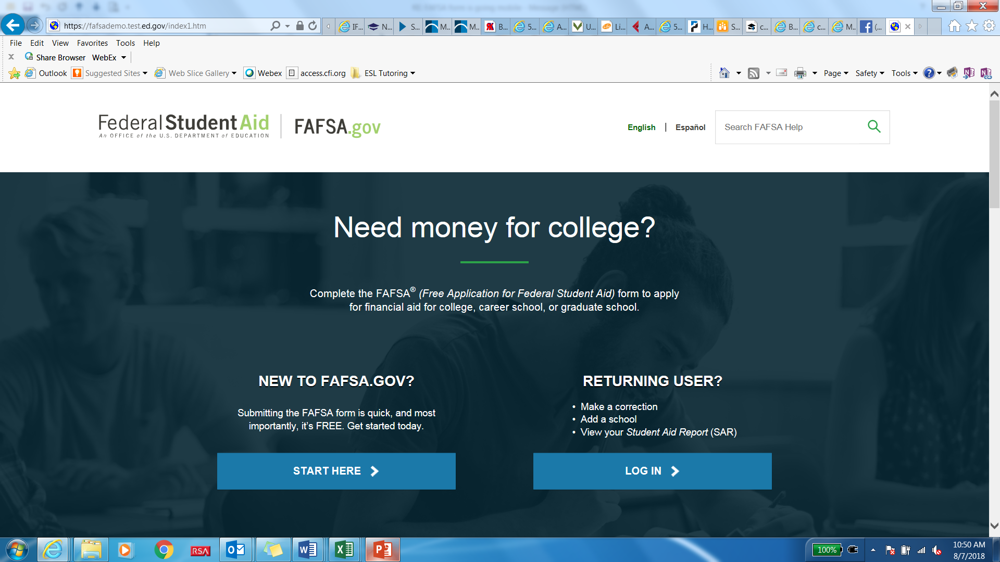 https://fafsademo.test.ed.gov/index1.htm
IF... N... S... M... M... B... 5... A... U... Li... A... 5... H... S... c... B... c... M... (...
File Edit View Favorites Tools Help
x Share Browser WebEx
Outlook Suggested Sites Web Slice Gallery Webex access.cfi.org ESL Tutoring Page Safety Tools
Federal Student Aid FAFSA.gov
An OFFICE of the U.S. DEPARTMENT of EDUCATION
English | Español Search FAFSA Help
Need money for college?
Complete the FAFSA® (Free Application for Federal Student Aid) form to apply
for financial aid for college, career school, or graduate school.
NEW TO FAFSA.GOV?
Submitting the FAFSA form is quick, and most
importantly, it's FREE. Get started today.
START HERE
RETURNING USER?
• Make a correction
• Add a school
• View your Student Aid Report (SAR)
LOG IN
RSA
100%
10:50 AM
8/7/2018